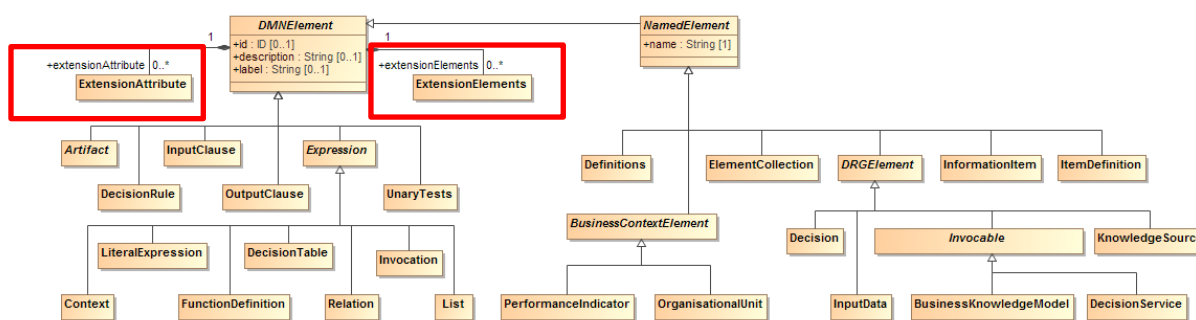 DMNElement
+id : ID [0..1]
+description : String [0..1]
+label : String [0..1]
NamedElement
+name : String [1]
1
1
+extensionAttribute 0..*
ExtensionAttribute
+extensionElements 0..*
ExtensionElements
Artifact
InputClause
Expression
DecisionRule
OutputClause
UnaryTests
Definitions
ElementCollection
DRGElement
InformationItem
ItemDefinition
LiteralExpression
DecisionTable
Invocation
BusinessContextElement
Decision
Invocable
KnowledgeSource
Context
FunctionDefinition
Relation
List
PerformanceIndicator
OrganisationalUnit
InputData
BusinessKnowledgeModel
DecisionService